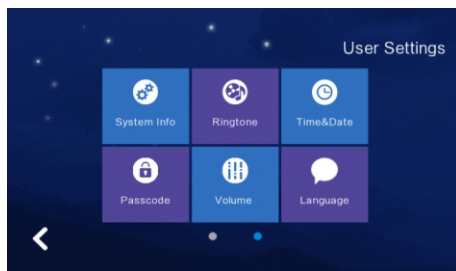 User Settings
System Info
Ringtone
Time&Date
Passcode
Volume
Language